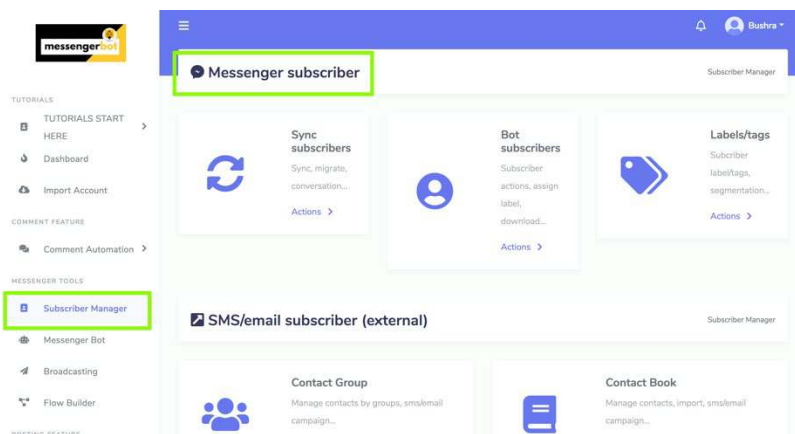 messengerbot
TUTORIALS
TUTORIALS START
HERE
Dashboard
Import Account
COMMENT FEATURE
Comment Automation
MESSENGER TOOLS
Subscriber Manager
Messenger Bot
Broadcasting
Flow Builder
Bushra
Messenger subscriber
Subscriber Manager
Sync
subscribers
Sync, migrate,
conversation...
Actions >
Bot
subscribers
Subscriber
actions, assign
label,
download...
Actions >
Labels/tags
Subcriber
label/tags,
segmentation...
Actions >
SMS/email subscriber (external)
Subscriber Manager
Contact Group
Manage contacts by groups, sms/email
campaign...
Contact Book
Manage contacts, import, sms/email
campaign...